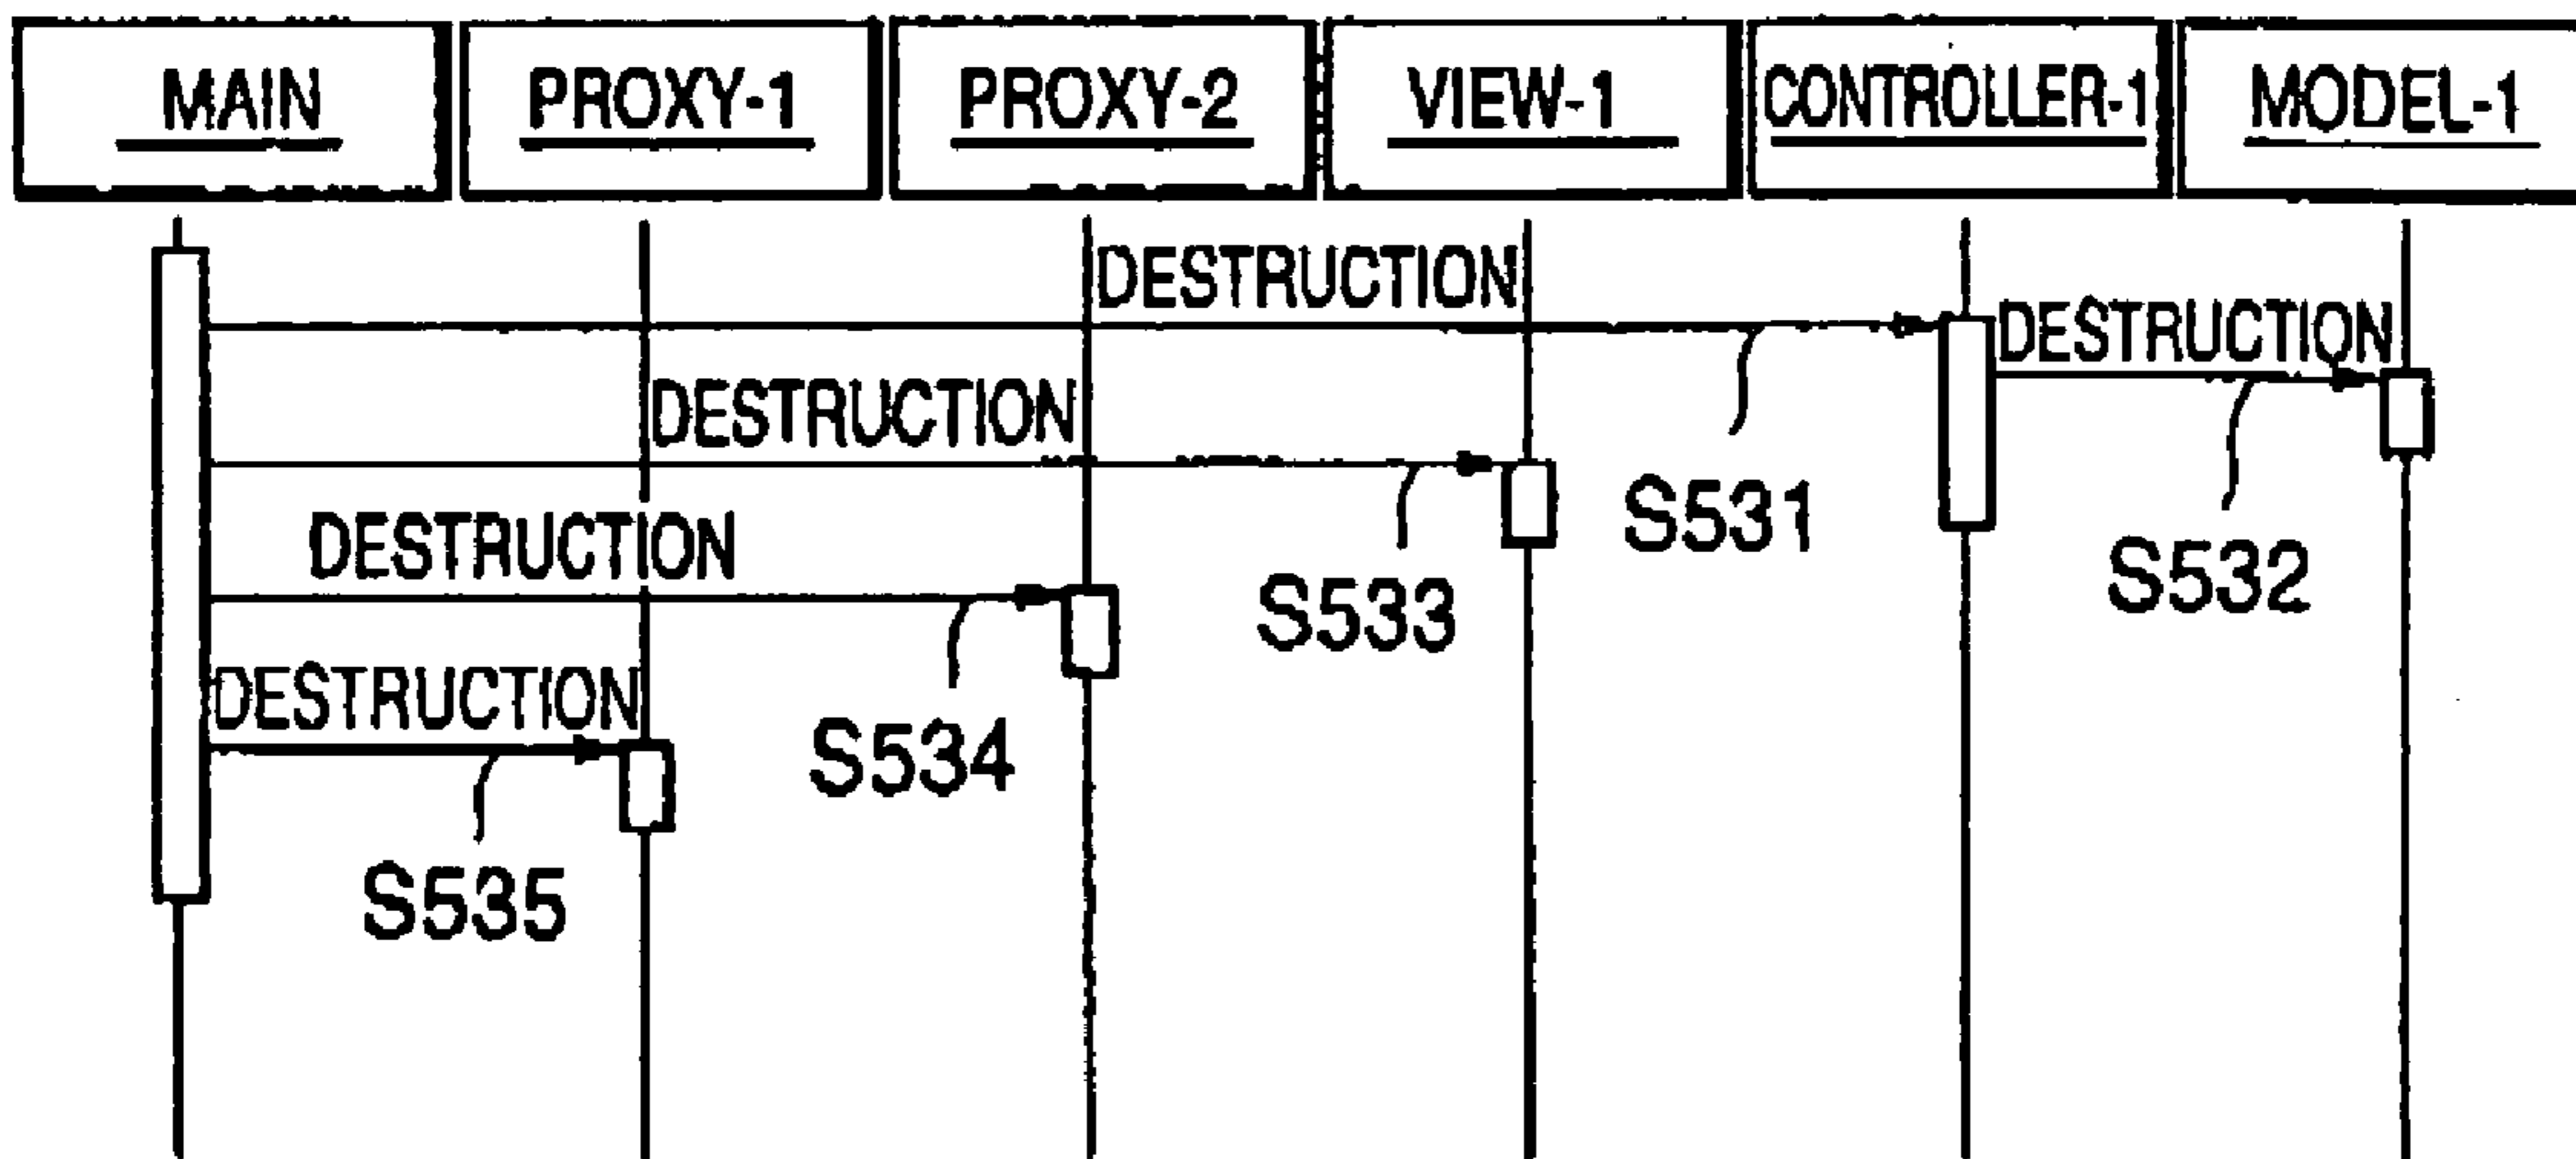 MAIN
PROXY-1
PROXY-2
VIEW-1
CONTROLLER-1
MODEL-1
DESTRUCTION
DESTRUCTION
DESTRUCTION
S531
DESTRUCTION
S532
S533
DESTRUCTION
S534
S535